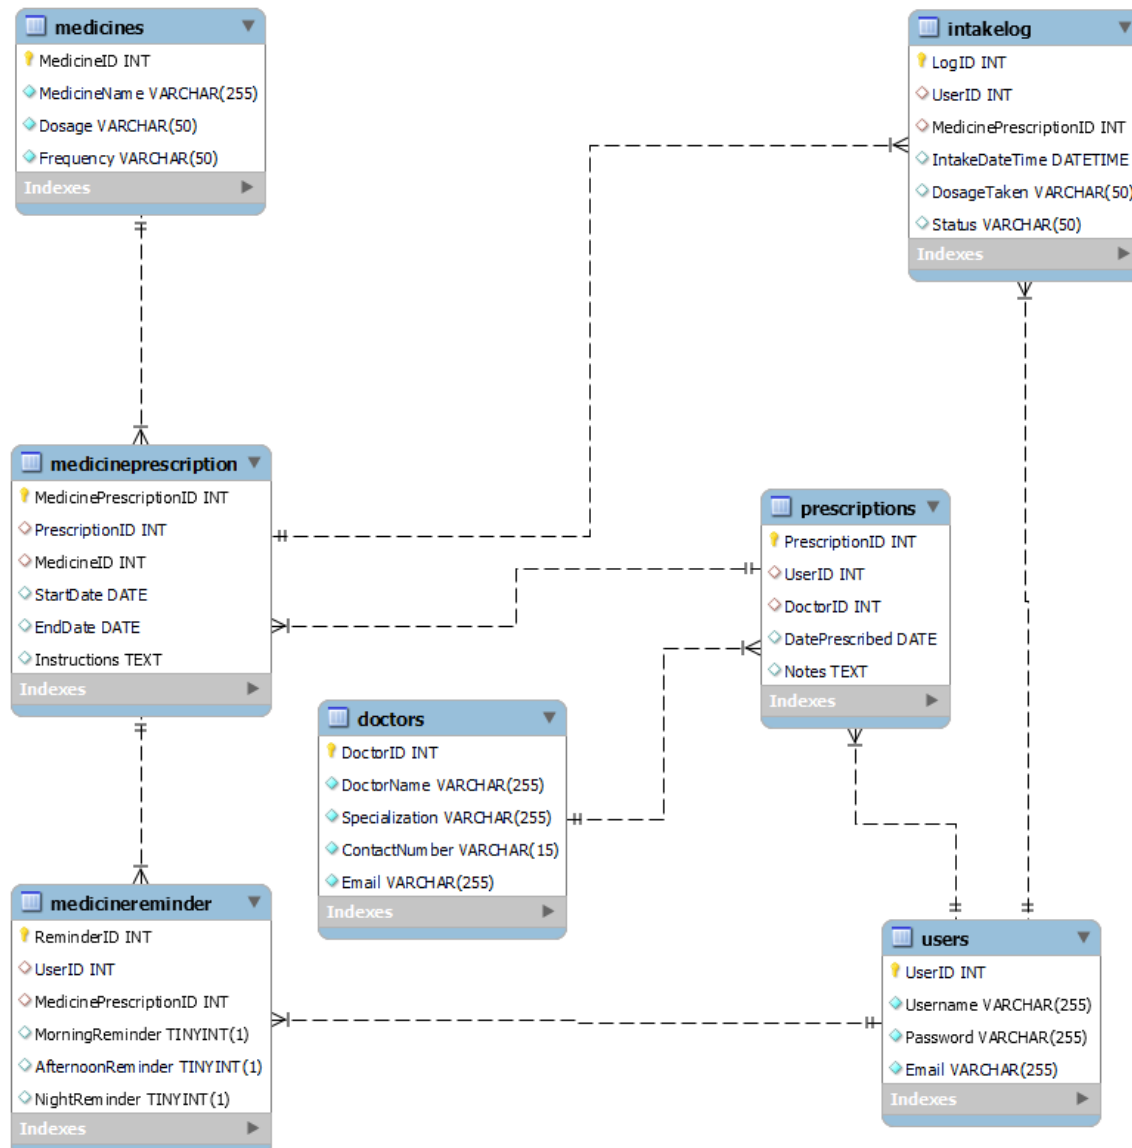 medicines
MedicineID INT
MedicineName VARCHAR(255)
Dosage VARCHAR(50)
Frequency VARCHAR(50)
Indexes
intakelog
LogID INT
UserID INT
MedicinePrescriptionID INT
IntakeDateTime DATETIME
DosageTaken VARCHAR(50)
Status VARCHAR(50)
Indexes
medicineprescription
MedicinePrescriptionID INT
PrescriptionID INT
MedicineID INT
StartDate DATE
EndDate DATE
Instructions TEXT
Indexes
prescriptions
PrescriptionID INT
UserID INT
DoctorID INT
DatePrescribed DATE
Notes TEXT
Indexes
doctors
DoctorID INT
DoctorName VARCHAR(255)
Specialization VARCHAR(255)
ContactNumber VARCHAR(15)
Email VARCHAR(255)
Indexes
medicinereminder
ReminderID INT
UserID INT
MedicinePrescriptionID INT
MorningReminder TINYINT(1)
AfternoonReminder TINYINT(1)
NightReminder TINYINT(1)
Indexes
users
UserID INT
Username VARCHAR(255)
Password VARCHAR(255)
Email VARCHAR(255)
Indexes